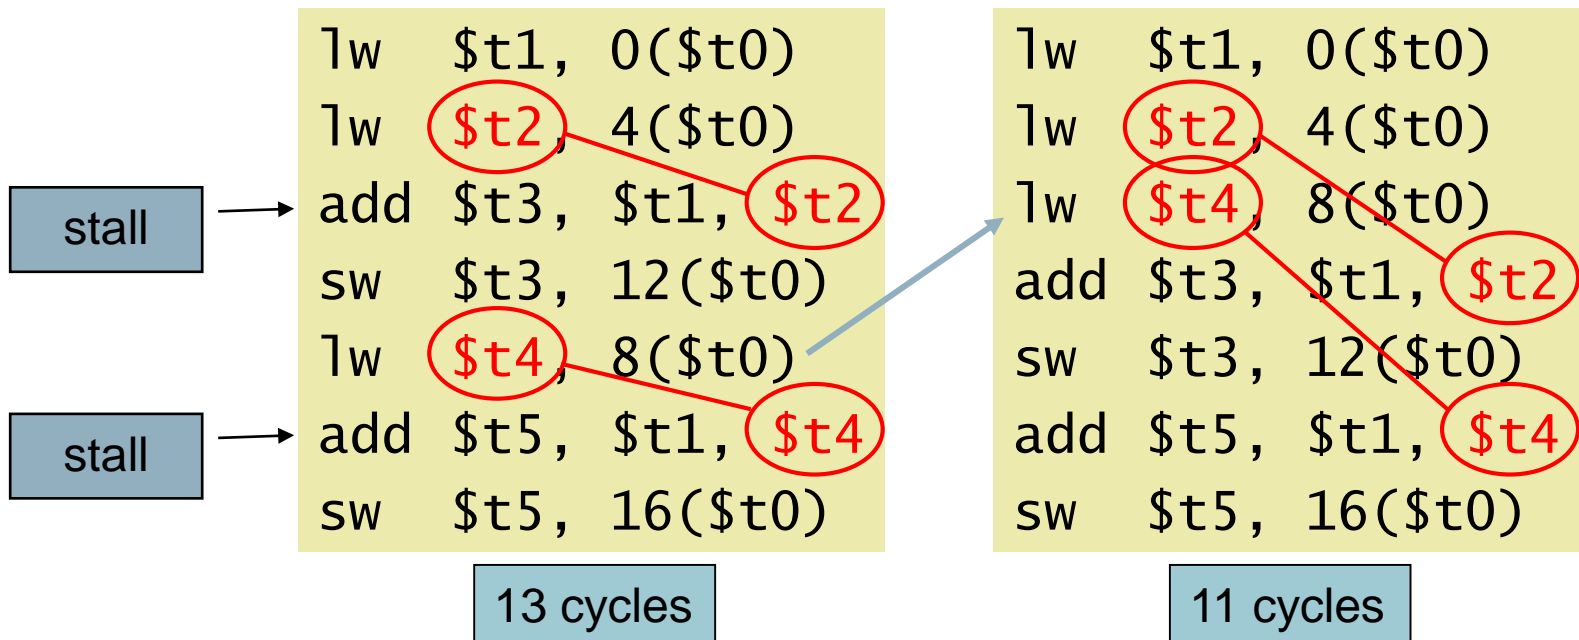 lw $t1, 0($t0)
lw $t2, 4($t0)
add $t3, $t1, $t2
sw $t3, 12($t0)
lw $t4, 8($t0)
add $t5, $t1, $t4
sw $t5, 16($t0)
13 cycles
stall
stall
lw $t1, 0($t0)
lw $t2, 4($t0)
lw $t4, 8($t0)
add $t3, $t1, $t2
sw $t3, 12($t0)
add $t5, $t1, $t4
sw $t5, 16($t0)
11 cycles